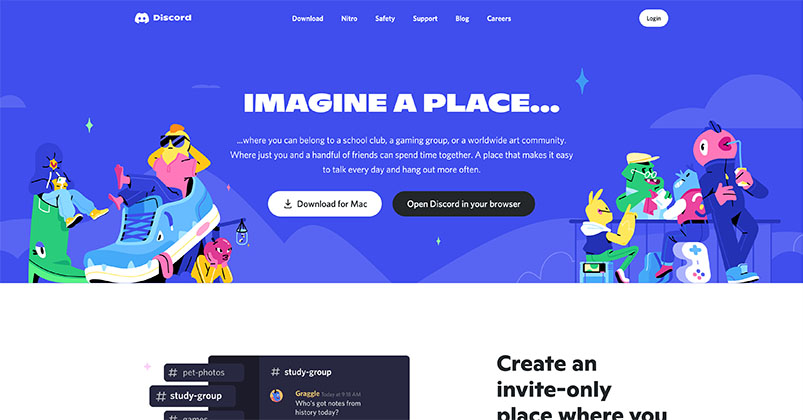 Discord
Download Nitro Safety Support Blog Careers
Login
IMAGINE A PLACE...
...where you can belong to a school club, a gaming group, or a worldwide art community.
Where just you and a handful of friends can spend time together. A place that makes it easy
to talk every day and hang out more often.
Download for Mac
Open Discord in your browser
# pet-photos
# study-group
# games
# study-group
Graggle Today at 9:18 AM
Who's got notes from
history today?
Create an
invite-only
place where you